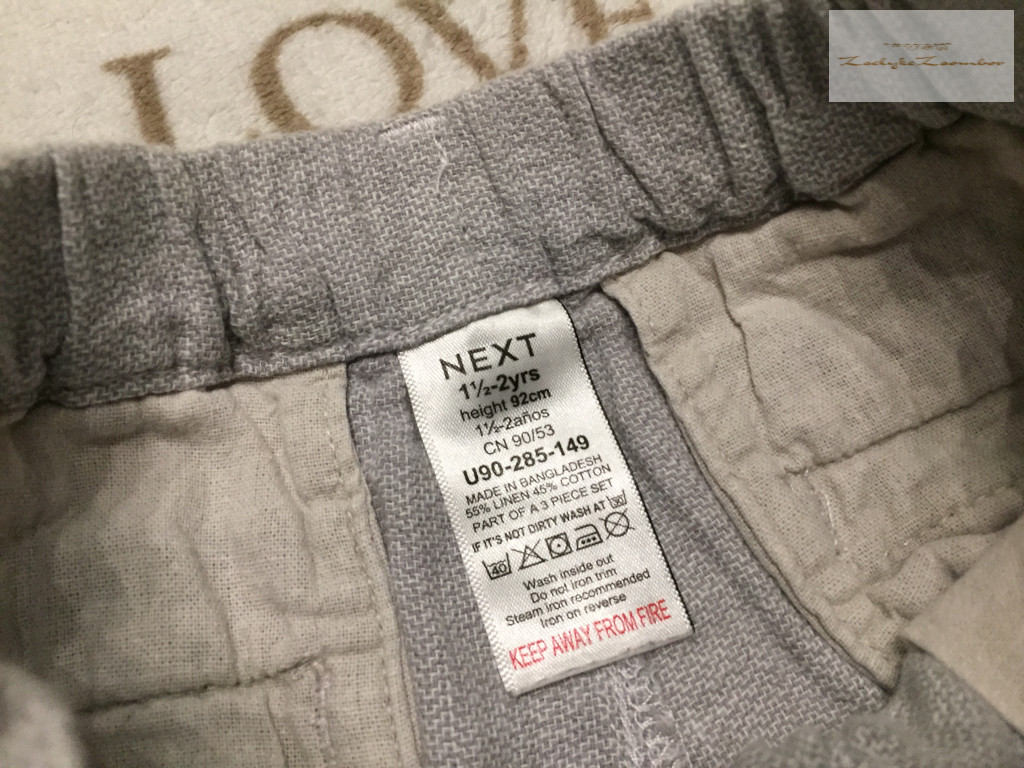 LOVE
NEXT
1½-2yrs
height 92cm
1½-2años
CN 90/53
U90-285-149
MADE IN BANGLADESH
55% LINEN 45% COTTON
PART OF A 3 PIECE SET
IF IT'S NOT DIRTY WASH AT 30
40
Wash inside out
Do not iron trim
Steam iron recommended
Iron on reverse
KEEP AWAY FROM FIRE